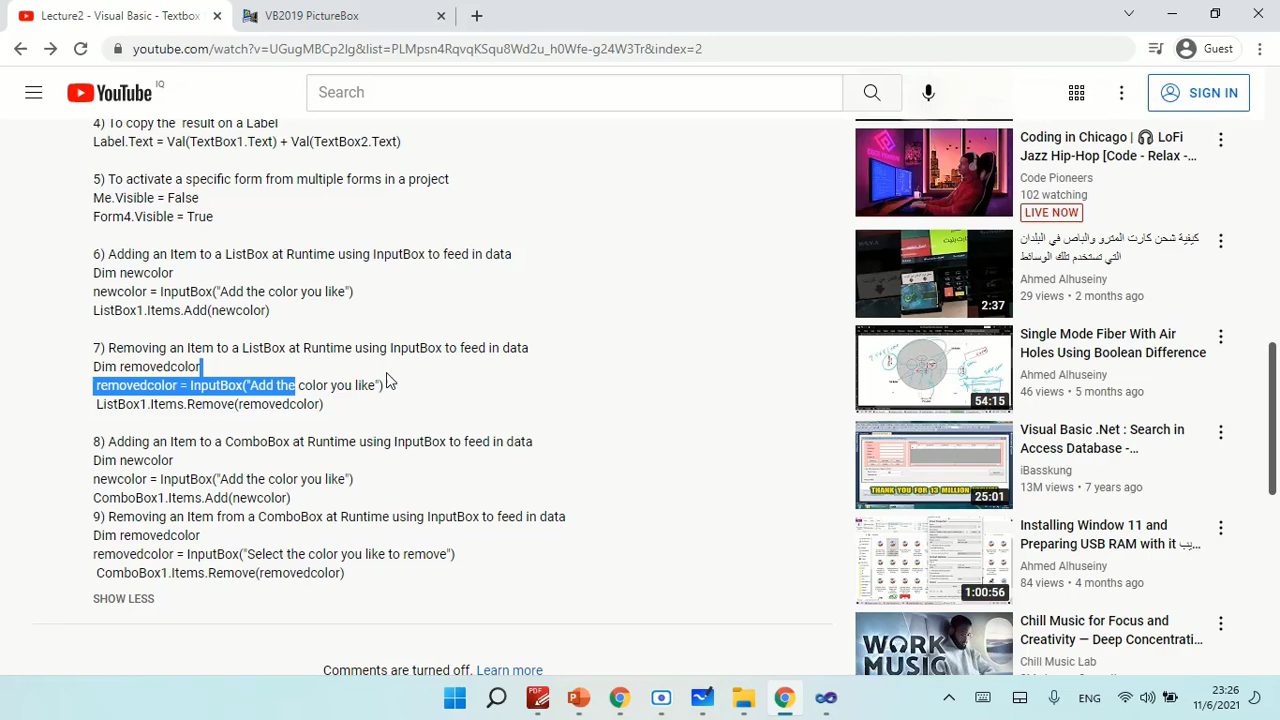 Lecture2 - Visual Basic - Textbox
VB2019 PictureBox
youtube.com/watch?v=UGugMBCp2lg&list=PLMpsn4RqvqKSqu8Wd2u_h0Wfe-g24W3Tr&index=2
Guest
YouTube IQ
Search
SIGN IN
4) To copy the result on a Label
Label.Text = Val(TextBox1.Text) + Val(TextBox2.Text)
5) To activate a specific form from multiple forms in a project
Me.Visible = False
Form4.Visible = True
6) Adding an Item to a ListBox at Runtime using InputBox to receive data
Dim newcolor
newcolor = InputBox("Add the color you like")
ListBox1.Items.Add(newcolor)
7) Removing an Item to a ListBox at Runtime using InputBox to receive data
Dim removedcolor
removedcolor = InputBox("Add the color you like")
ListBox1.Items.Remove(removedcolor)
8) Adding an Item to a ComboBox at Runtime using InputBox to receive data
Dim newcolor
newcolor = InputBox("Add the color you like")
ComboBox1.Items.Add(newcolor)
9) Removing an Item from a ComboBox at Runtime using InputBox to receive data
Dim removedcolor
removedcolor = InputBox("Add the color you like to remove")
ComboBox1.Items.Remove(removedcolor)
SHOW LESS
Comments are turned off. Learn more
Coding in Chicago | 🎧 LoFi
Jazz Hip-Hop [Code - Relax -...
Code Pioneers
102 watching
LIVE NOW
2:37
Ahmed Alhuseiny
29 views • 2 months ago
54:15
Single Mode Fiber With Air
Holes Using Boolean Difference
Ahmed Alhuseiny
46 views • 5 months ago
THANK YOU FOR 13 MILLION
25:01
Visual Basic .Net : Search in
Access Database -...
iBasskung
13M views • 7 years ago
1:00:56
Installing Window 11 and
Preparing USB RAM with it
Ahmed Alhuseiny
views • 4 months ago
WORK
MUSIC
Chill Music for Focus and
Creativity — Deep Concentrati...
Chill Music Lab
PDF
ENG
23:26
11/6/2021